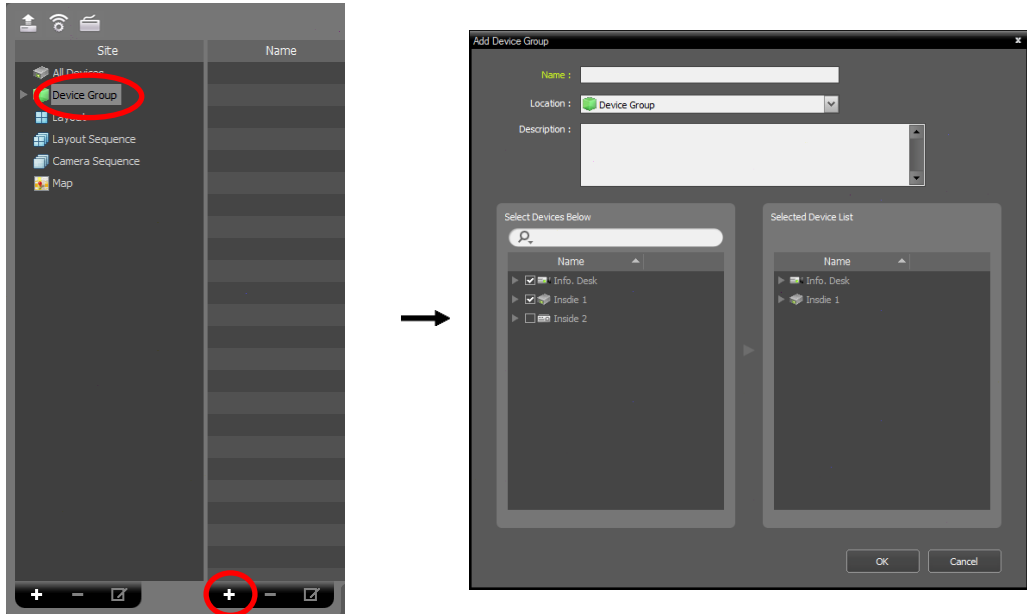 Site
Name
All Devices
Device Group
Layout
Layout Sequence
Camera Sequence
Map
Add Device Group
x
Name :
Location :
Device Group
Description :
Select Devices Below
Name
Info. Desk
Insdie 1
Inside 2
Selected Device List
Name
Info. Desk
Insdie 1
OK
Cancel